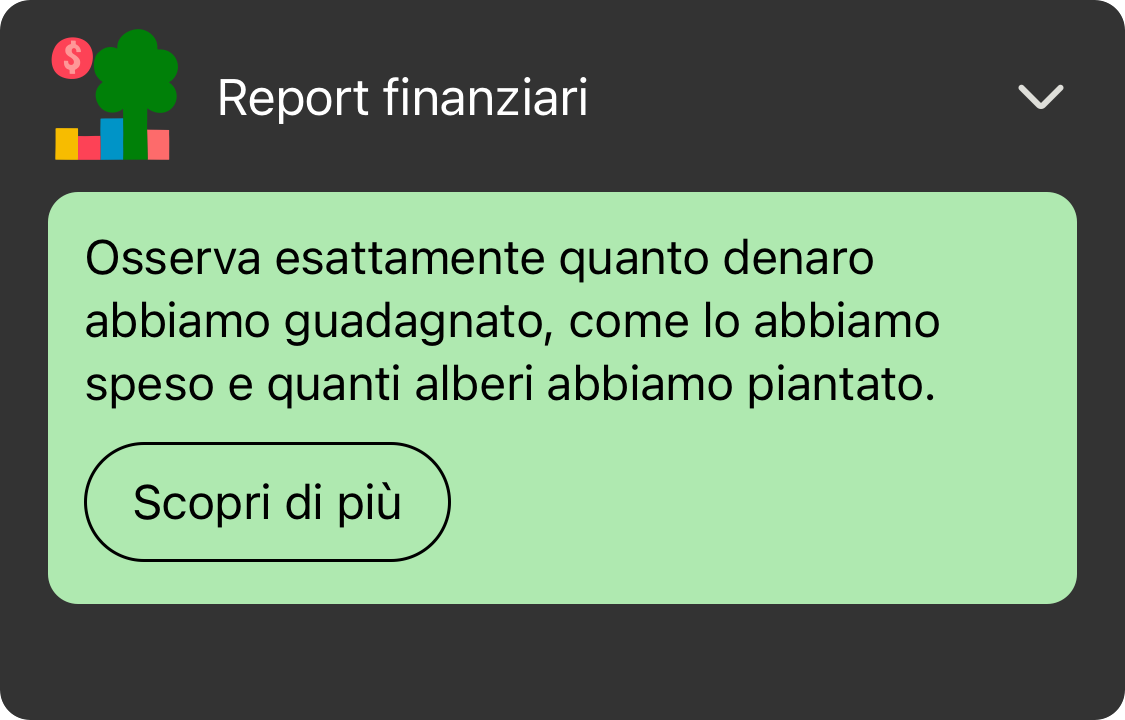 $
Report finanziari
Osserva esattamente quanto denaro
abbiamo guadagnato, come lo abbiamo
speso e quanti alberi abbiamo piantato.
Scopri di più